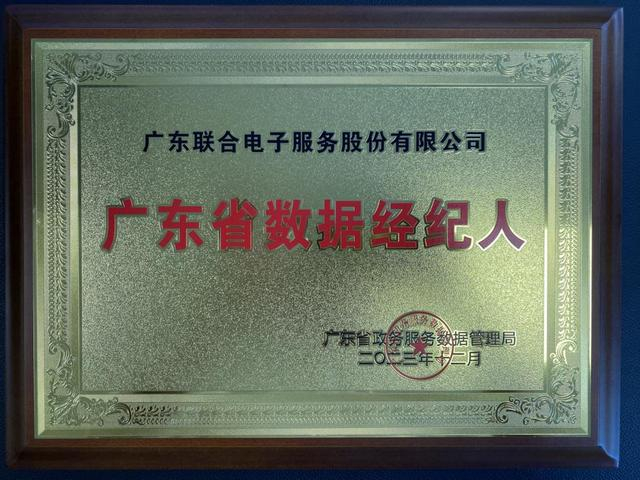 广东联合电子服务股份有限公司
广东省数据经纪人
广东省政务服务数据管理局
二〇二三年十二月